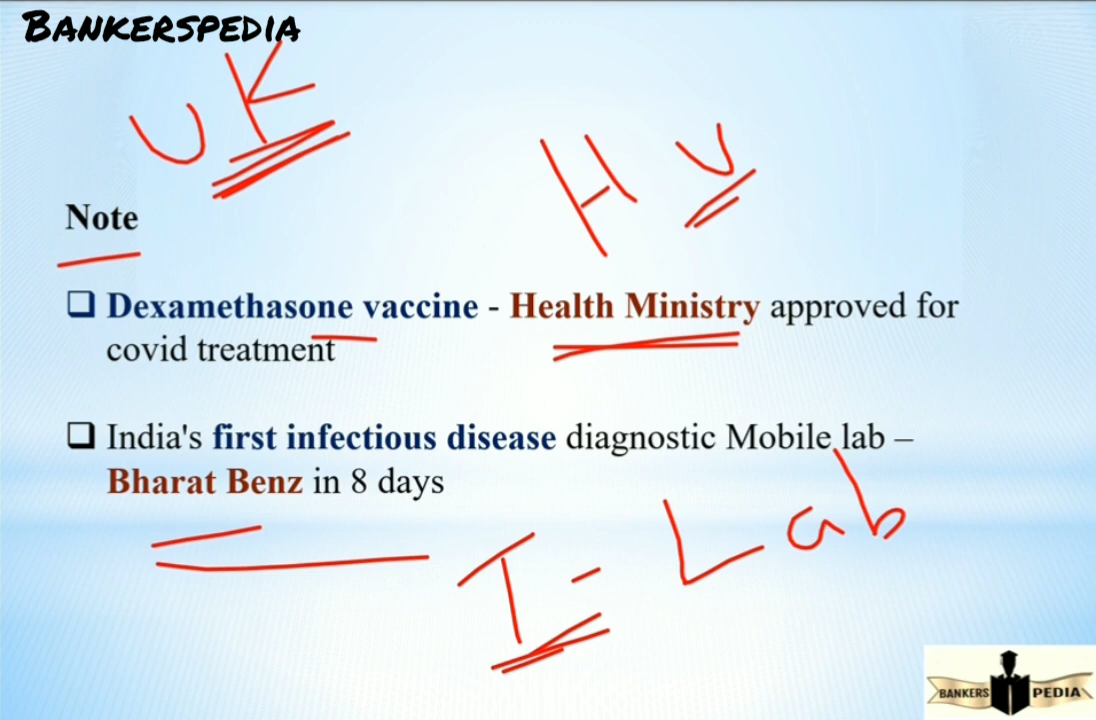 BANKERSPEDIA
UK
H V
Note
Dexamethasone vaccine - Health Ministry approved for
covid treatment
India's first infectious disease diagnostic Mobile lab –
Bharat Benz in 8 days
I - Lab
BANKERS PEDIA